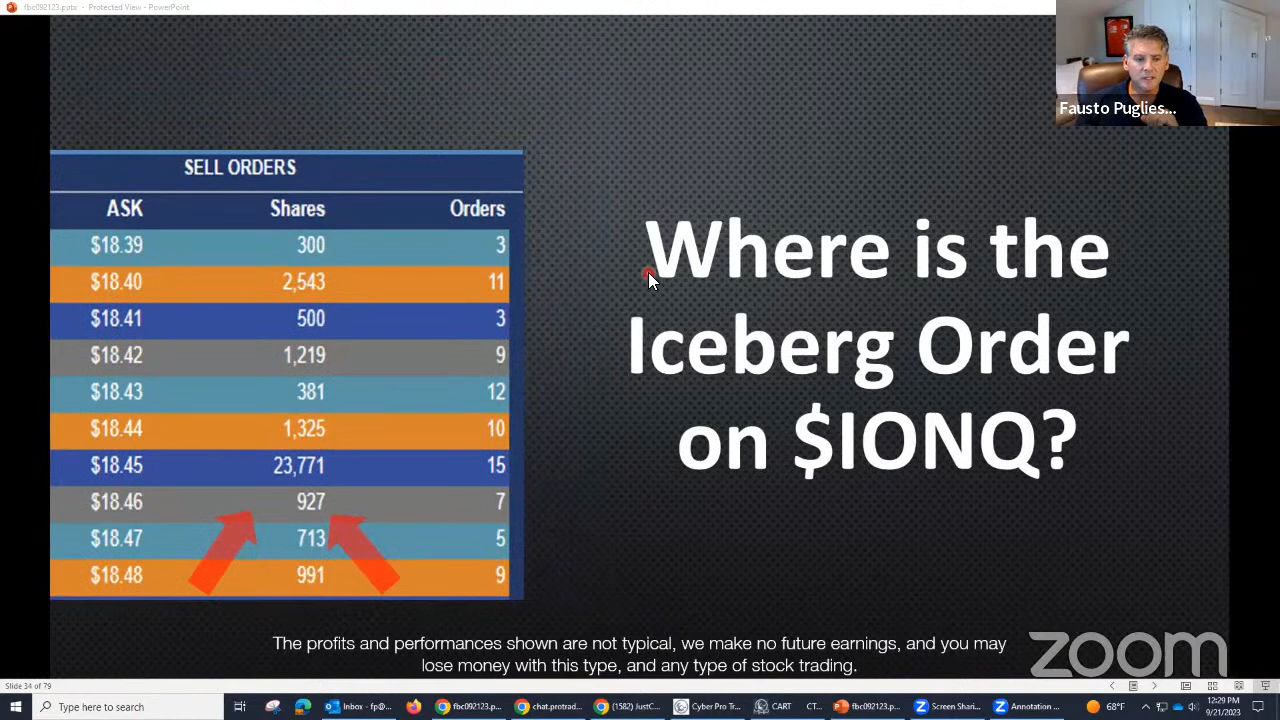 fbc092123.pptx - Protected View - PowerPoint
Fausto Puglies...
SELL ORDERS
ASK Shares Orders
$18.39 300 3
$18.40 2,543 11
$18.41 500 3
$18.42 1,219 9
$18.43 381 12
$18.44 1,325 10
$18.45 23,771 15
$18.46 927 7
$18.47 713 5
$18.48 991 9
Where is the
Iceberg Order
on $IONQ?
The profits and performances shown are not typical, we make no future earnings, and you may
lose money with this type, and any type of stock trading.
zoom
Slide 34 of 79
Type here to search
Inbox - fp@...
fbc092123.p...
chat.protrad...
(1582) JustC...
Cyber Pro Tr...
CART CT...
fbc092123.p...
Screen Shari...
Annotation ...
68°F
12:29 PM
9/21/2023